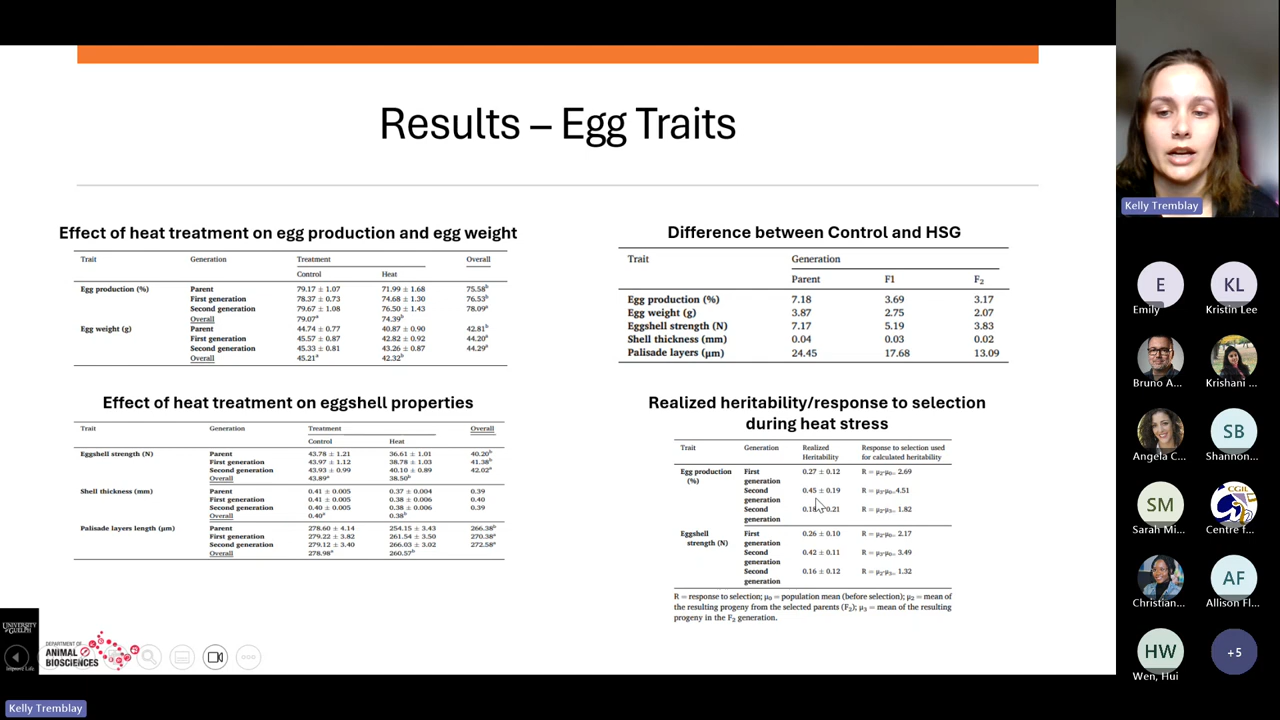 Results – Egg Traits
Effect of heat treatment on egg production and egg weight
Trait Generation Treatment Overall
Control Heat
Egg production (%) Parent 79.17 ± 1.07 71.99 ± 1.68 75.58ᵇ
First generation 78.37 ± 0.73 74.68 ± 1.30 76.53ᵇ
Second generation 79.67 ± 1.08 76.50 ± 1.43 78.09ᵃ
Overall 79.07ᵃ 74.39ᵇ
Egg weight (g) Parent 44.74 ± 0.77 40.87 ± 0.90 42.81ᵇ
First generation 45.57 ± 0.87 42.82 ± 0.92 44.20ᵃ
Second generation 45.33 ± 0.81 43.26 ± 0.87 44.29ᵃ
Overall 45.21ᵃ 42.32ᵇ
Effect of heat treatment on eggshell properties
Trait Generation Treatment Overall
Control Heat
Eggshell strength (N) Parent 43.78 ± 1.21 36.61 ± 1.01 40.20ᵇ
First generation 43.97 ± 1.12 38.78 ± 1.03 41.38ᵇ
Second generation 43.93 ± 0.99 40.10 ± 0.89 42.02ᵃ
Overall 43.89ᵃ 38.50ᵇ
Shell thickness (mm) Parent 0.41 ± 0.005 0.37 ± 0.004 0.39
First generation 0.41 ± 0.005 0.38 ± 0.006 0.40
Second generation 0.40 ± 0.005 0.38 ± 0.006 0.39
Overall 0.40ᵃ 0.38ᵇ
Palisade layers length (µm) Parent 278.60 ± 4.14 254.15 ± 3.43 266.38ᵇ
First generation 279.22 ± 3.82 261.54 ± 3.50 270.38ᵃ
Second generation 279.12 ± 3.40 266.03 ± 3.02 272.58ᵃ
Overall 278.98ᵃ 260.57ᵇ
Difference between Control and HSG
Trait Generation
Parent F1 F₂
Egg production (%) 7.18 3.69 3.17
Egg weight (g) 3.87 2.75 2.07
Eggshell strength (N) 7.17 5.19 3.83
Shell thickness (mm) 0.04 0.03 0.02
Palisade layers (µm) 24.45 17.68 13.09
Realized heritability/response to selection
during heat stress
Trait Generation Realized Response to selection used
Heritability for calculated heritability
Egg production First 0.27 ± 0.12 2.69
(%) generation
Second 0.45 ± 0.19 4.51
generation
Second 0.21 1.82
generation
Eggshell First 0.26 ± 0.10 2.17
strength (N) generation
Second 0.42 ± 0.11 3.49
generation
Second 0.16 ± 0.12 1.32
generation
R = response to selection; µ₀ = population mean (before selection); µ₂ = mean of
the resulting progeny from the selected parents (F₂); µ₃ = mean of the resulting
progeny in the F₂ generation.
UNIVERSITY
OF GUELPH
Improve Life
DEPARTMENT OF
ANIMAL
BIOSCIENCES
Kelly Tremblay
Kelly Tremblay
E KL
Emily Kristin Lee
Bruno A... Krishani ...
SB
Angela C... Shannon...
SM CGIL
Sarah Mi... Centre f...
AF
Christian... Allison Fl...
HW +5
Wen, Hui